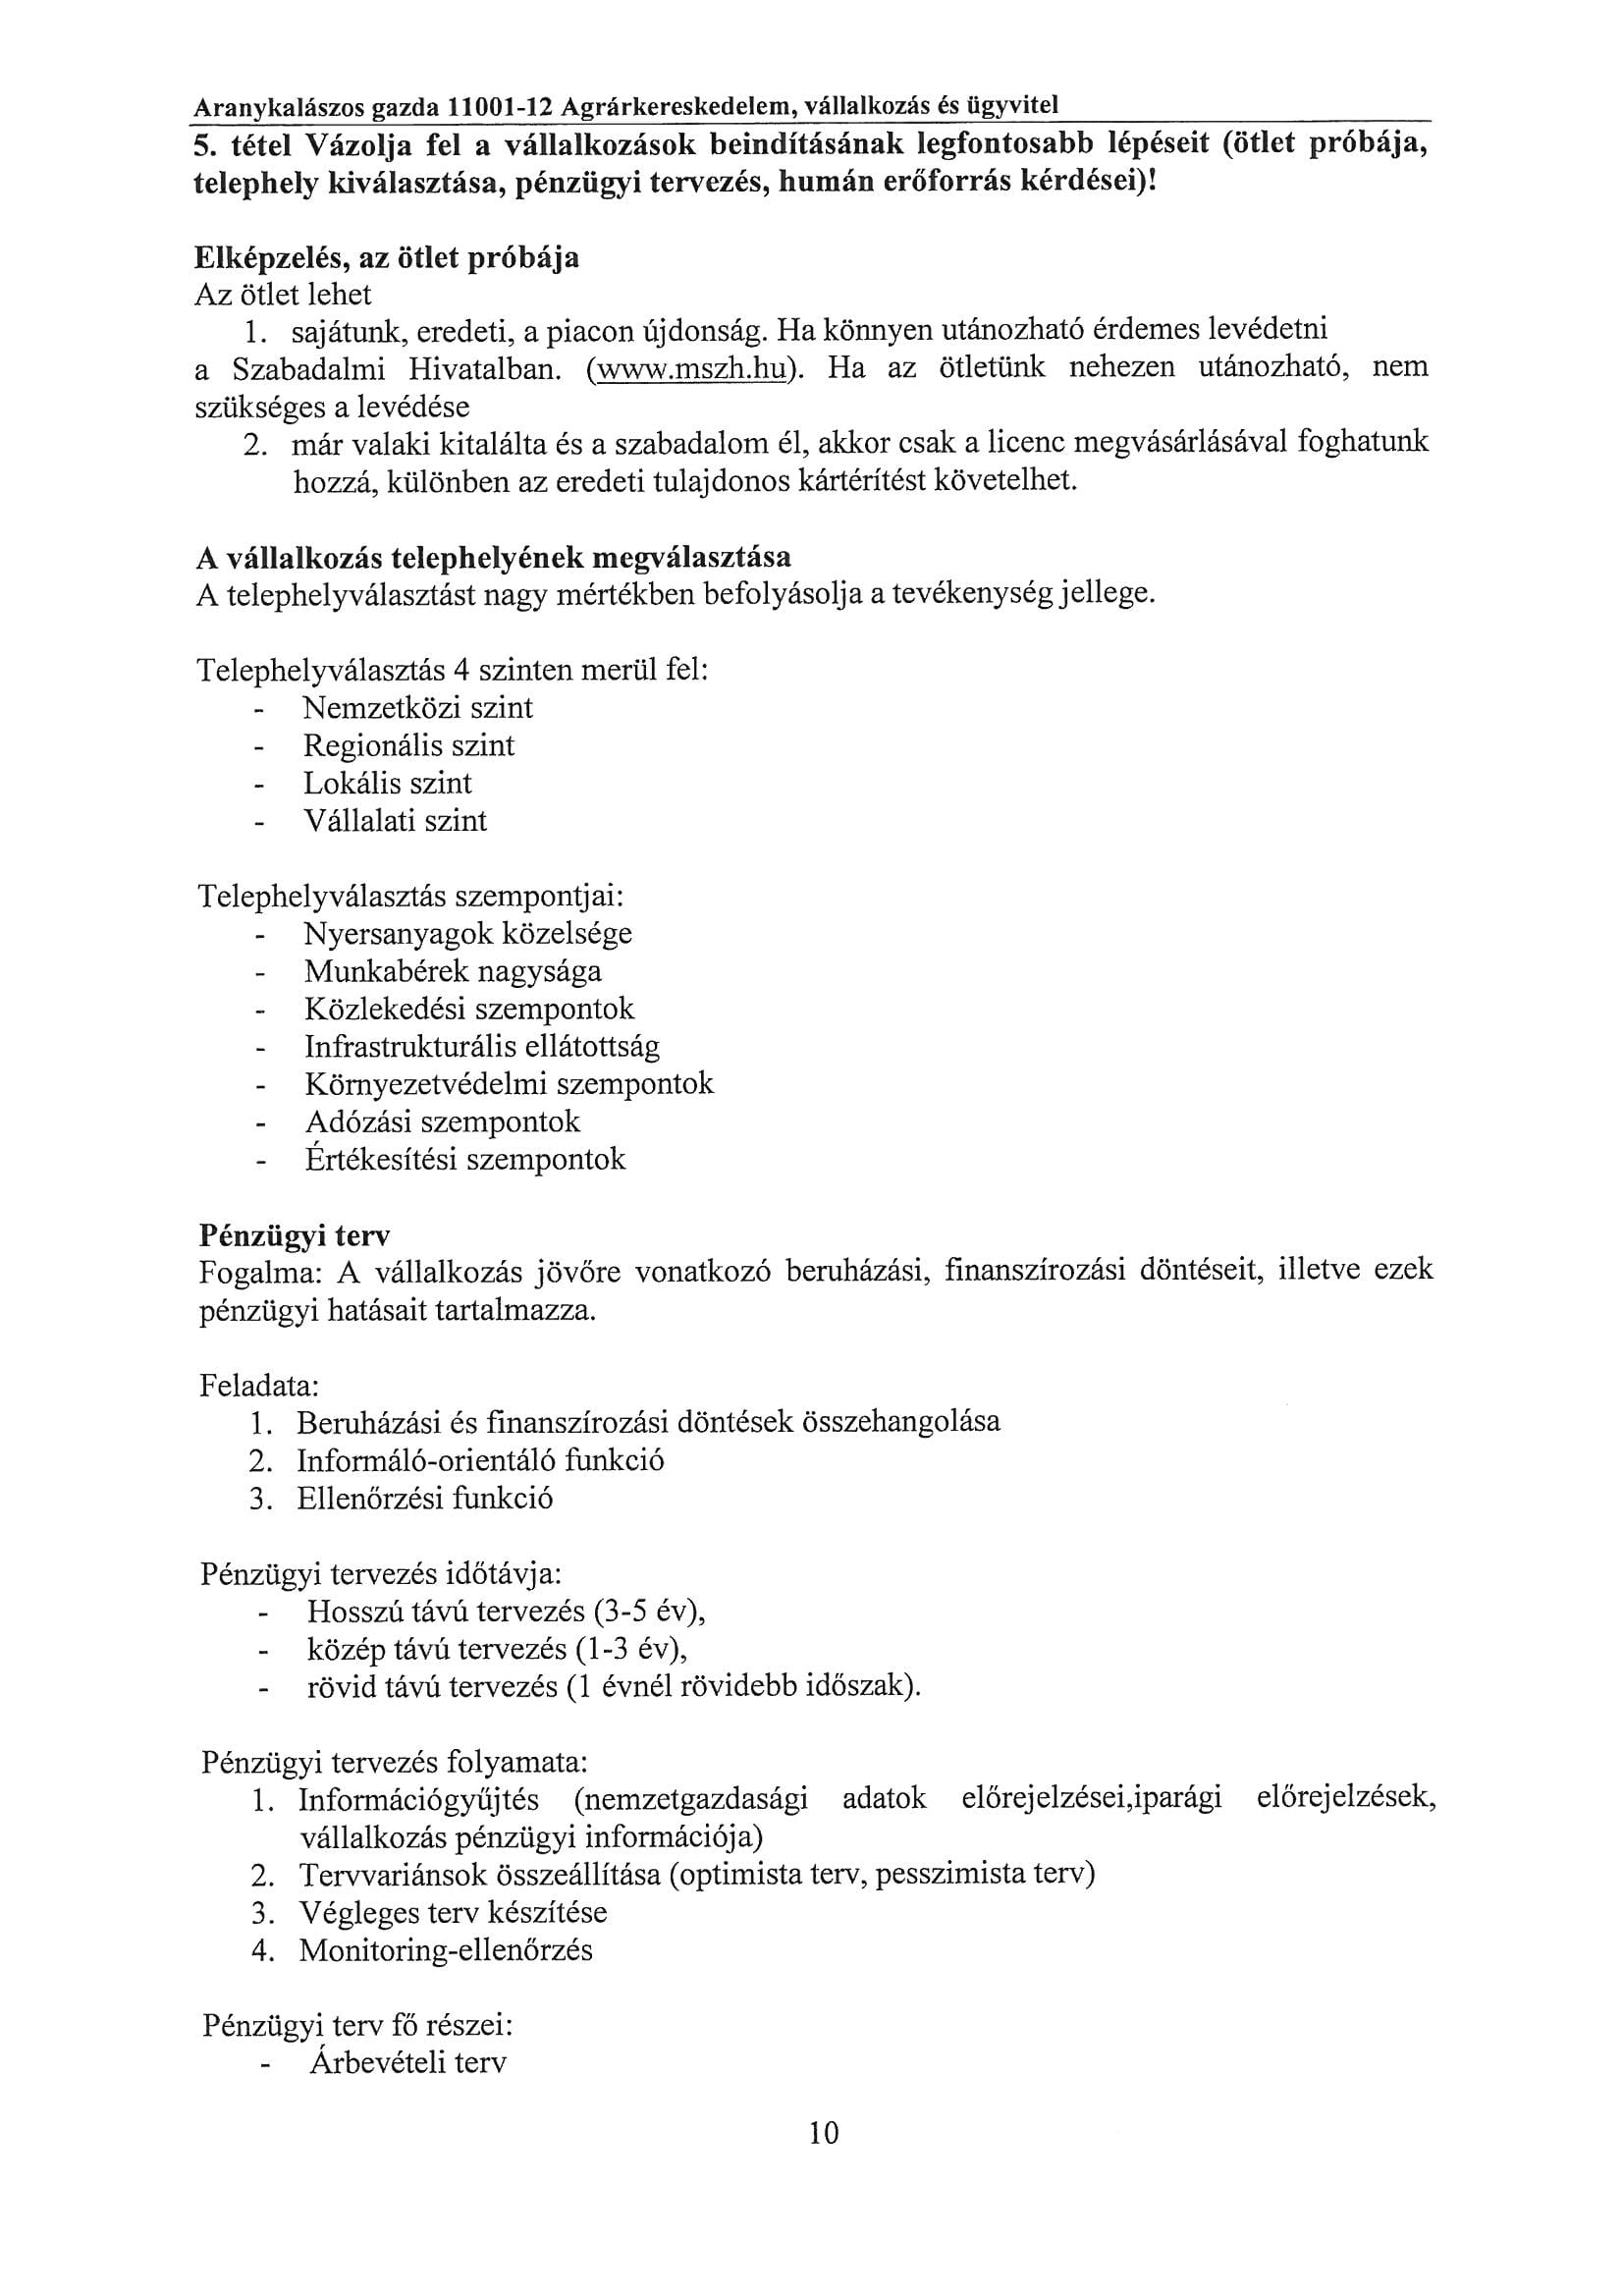 Aranykalászos gazda 11001-12 Agrárkereskedelem, vállalkozás és ügyvitel
5. tétel Vázolja fel a vállalkozások beindításának legfontosabb lépéseit (ötlet próbája,
telephely kiválasztása, pénzügyi tervezés, humán erőforrás kérdései)!
Elképzelés, az ötlet próbája
Az ötlet lehet
1. sajátunk, eredeti, a piacon újdonság. Ha könnyen utánozható érdemes levédetni
a Szabadalmi Hivatalban. (www.mszh.hu). Ha az ötletünk nehezen utánozható, nem
szükséges a levédése
2. már valaki kitalálta és a szabadalom él, akkor csak a licenc megvásárlásával foghatunk
hozzá, különben az eredeti tulajdonos kártérítést követelhet.
A vállalkozás telephelyének megválasztása
A telephelyválasztást nagy mértékben befolyásolja a tevékenység jellege.
Telephelyválasztás 4 szinten merül fel:
- Nemzetközi szint
- Regionális szint
- Lokális szint
- Vállalati szint
Telephelyválasztás szempontjai:
- Nyersanyagok közelsége
- Munkabérek nagysága
- Közlekedési szempontok
- Infrastrukturális ellátottság
- Környezetvédelmi szempontok
- Adózási szempontok
- Értékesítési szempontok
Pénzügyi terv
Fogalma: A vállalkozás jövőre vonatkozó beruházási, finanszírozási döntéseit, illetve ezek
pénzügyi hatásait tartalmazza.
Feladata:
1. Beruházási és finanszírozási döntések összehangolása
2. Informáló-orientáló funkció
3. Ellenőrzési funkció
Pénzügyi tervezés időtávja:
- Hosszú távú tervezés (3-5 év),
- közép távú tervezés (1-3 év),
- rövid távú tervezés (1 évnél rövidebb időszak).
Pénzügyi tervezés folyamata:
1. Információgyűjtés (nemzetgazdasági adatok előrejelzései,iparági előrejelzések,
vállalkozás pénzügyi információja)
2. Tervvariánsok összeállítása (optimista terv, pesszimista terv)
3. Végleges terv készítése
4. Monitoring-ellenőrzés
Pénzügyi terv fő részei:
- Árbevételi terv
10